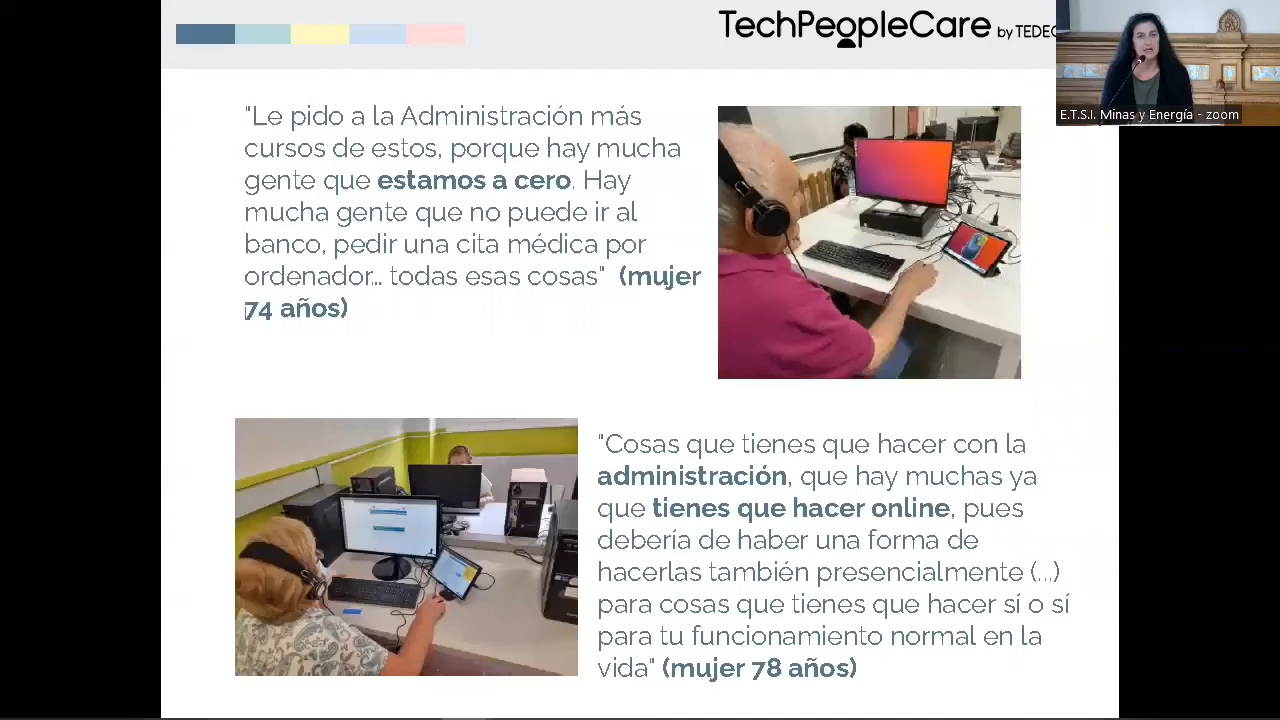 TechPeopleCare by TEDEC
E.T.S.I. Minas y Energía - zoom
"Le pido a la Administración más
cursos de estos, porque hay mucha
gente que estamos a cero. Hay
mucha gente que no puede ir al
banco, pedir una cita médica por
ordenador... todas esas cosas" (mujer
74 años)
"Cosas que tienes que hacer con la
administración, que hay muchas ya
que tienes que hacer online, pues
debería de haber una forma de
hacerlas también presencialmente (...)
para cosas que tienes que hacer sí o sí
para tu funcionamiento normal en la
vida" (mujer 78 años)